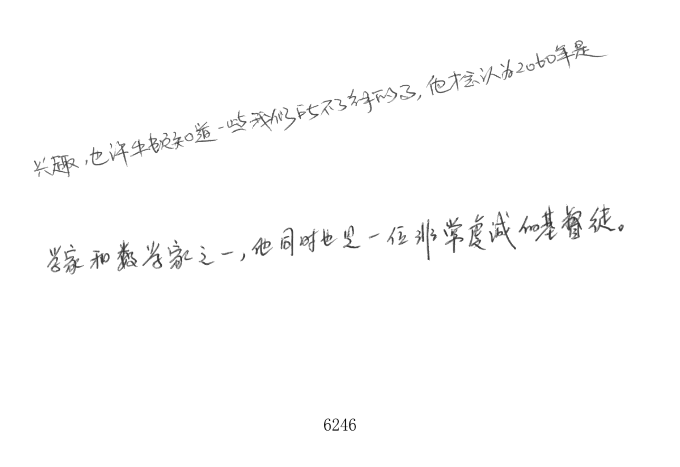 兴趣,也许牛顿知道一些我们所不了解的了,他才会认为2060年是
学家和数学家之一,他同时也是一位非常虔诚的基督徒。
6246